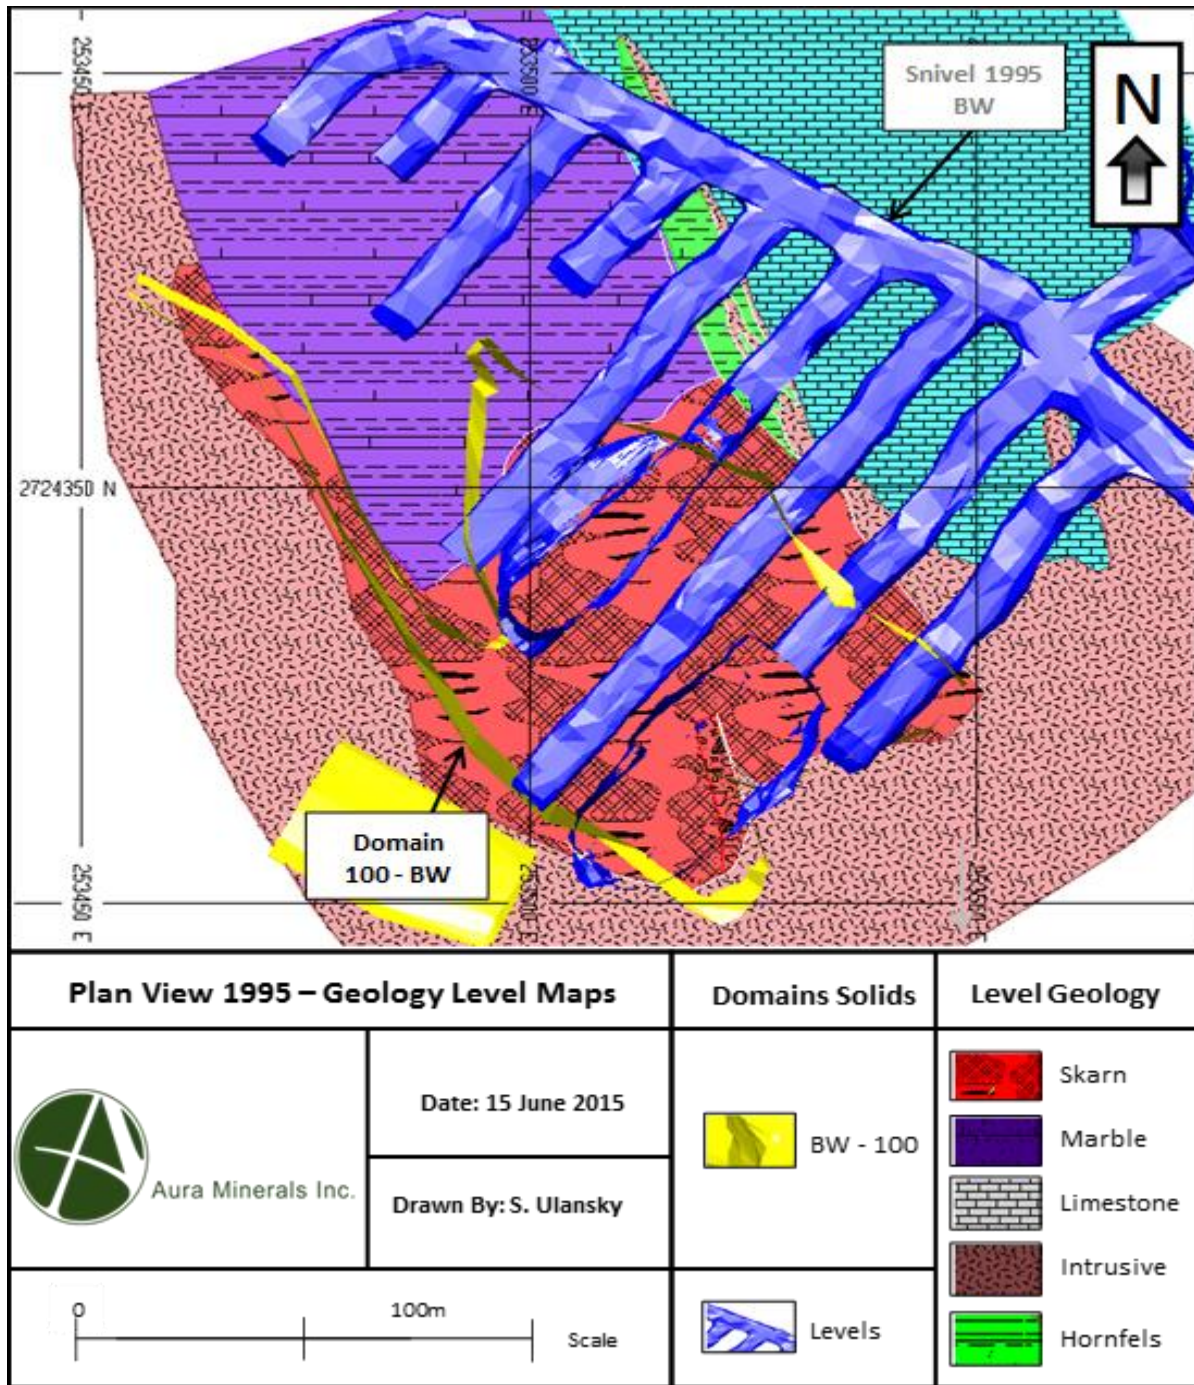 253450 E
253500 E
Snivel 1995
BW
N
2724350 N
Domain
100 - BW
253450 E
Plan View 1995 – Geology Level Maps
Domains Solids
Level Geology
Aura Minerals Inc.
Date: 15 June 2015
Drawn By: S. Ulansky
BW - 100
Levels
Skarn
Marble
Limestone
Intrusive
Hornfels
0
100m
Scale